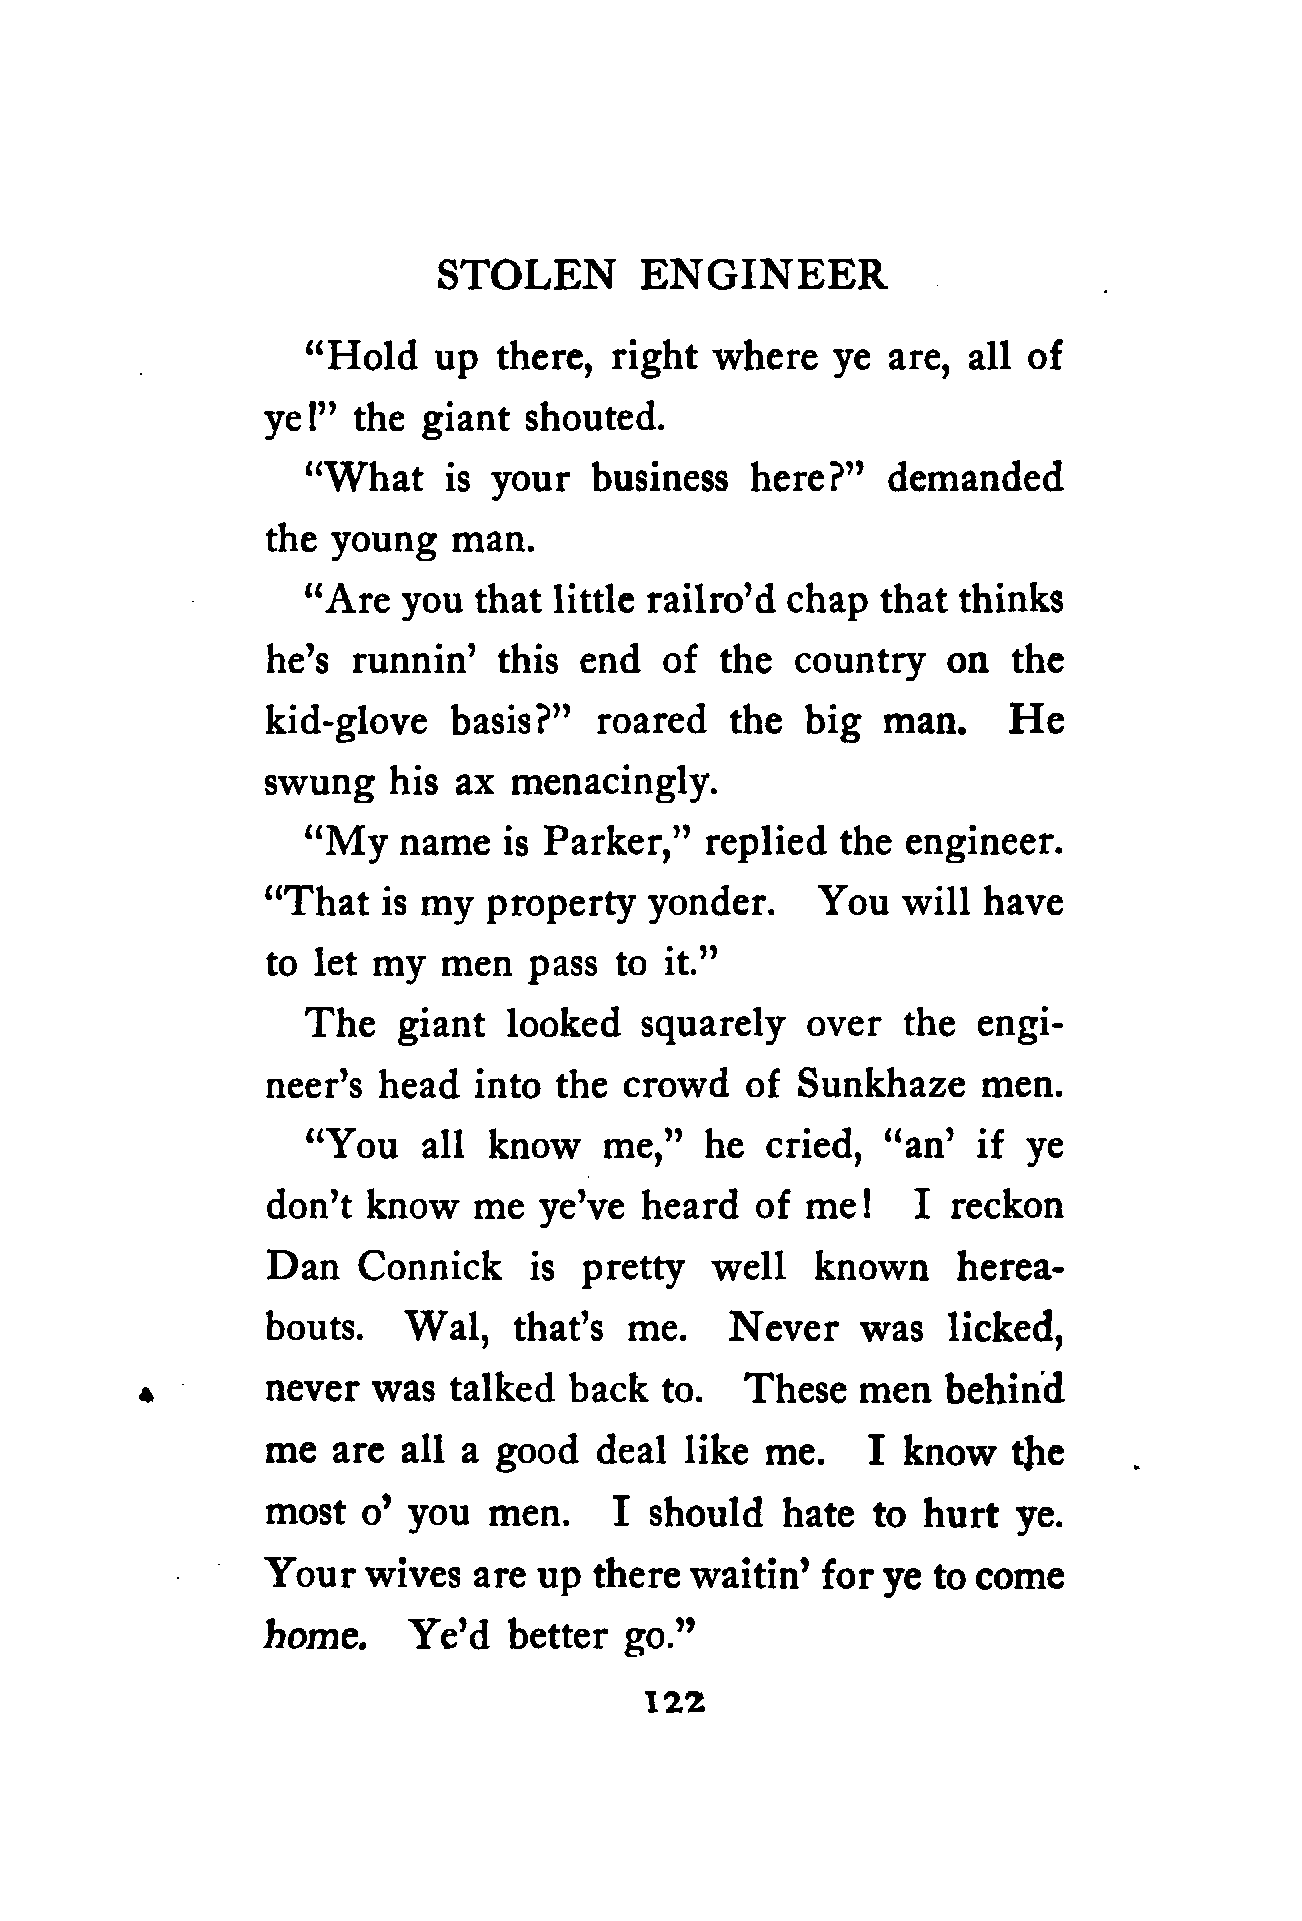 STOLEN ENGINEER
“Hold up there, right where ye are, all of
ye!” the giant shouted.
“What is your business here?” demanded
the young man.
“Are you that little railro’d chap that thinks
he’s runnin’ this end of the country on the
kid-glove basis?” roared the big man. He
swung his ax menacingly.
“My name is Parker,” replied the engineer.
“That is my property yonder. You will have
to let my men pass to it.”
The giant looked squarely over the engi-
neer’s head into the crowd of Sunkhaze men.
“You all know me,” he cried, “an’ if ye
don’t know me ye’ve heard of me! I reckon
Dan Connick is pretty well known herea-
bouts. Wal, that’s me. Never was licked,
never was talked back to. These men behind
me are all a good deal like me. I know the
most o’ you men. I should hate to hurt ye.
Your wives are up there waitin’ for ye to come
home. Ye’d better go.”
122